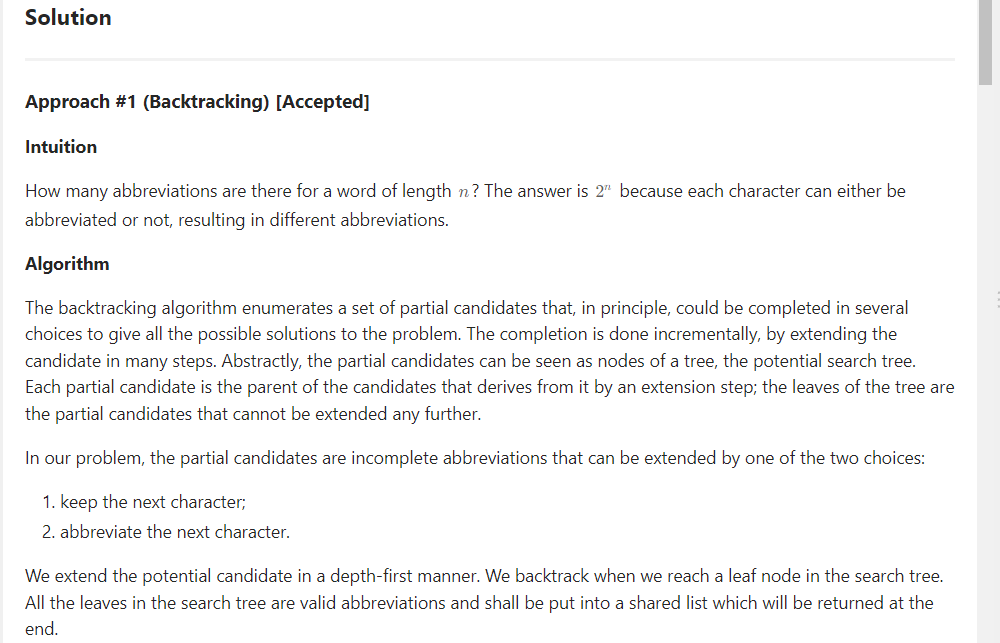 Solution
Approach #1 (Backtracking) [Accepted]
Intuition
How many abbreviations are there for a word of length n? The answer is 2ⁿ because each character can either be
abbreviated or not, resulting in different abbreviations.
Algorithm
The backtracking algorithm enumerates a set of partial candidates that, in principle, could be completed in several
choices to give all the possible solutions to the problem. The completion is done incrementally, by extending the
candidate in many steps. Abstractly, the partial candidates can be seen as nodes of a tree, the potential search tree.
Each partial candidate is the parent of the candidates that derives from it by an extension step; the leaves of the tree are
the partial candidates that cannot be extended any further.
In our problem, the partial candidates are incomplete abbreviations that can be extended by one of the two choices:
1. keep the next character;
2. abbreviate the next character.
We extend the potential candidate in a depth-first manner. We backtrack when we reach a leaf node in the search tree.
All the leaves in the search tree are valid abbreviations and shall be put into a shared list which will be returned at the
end.